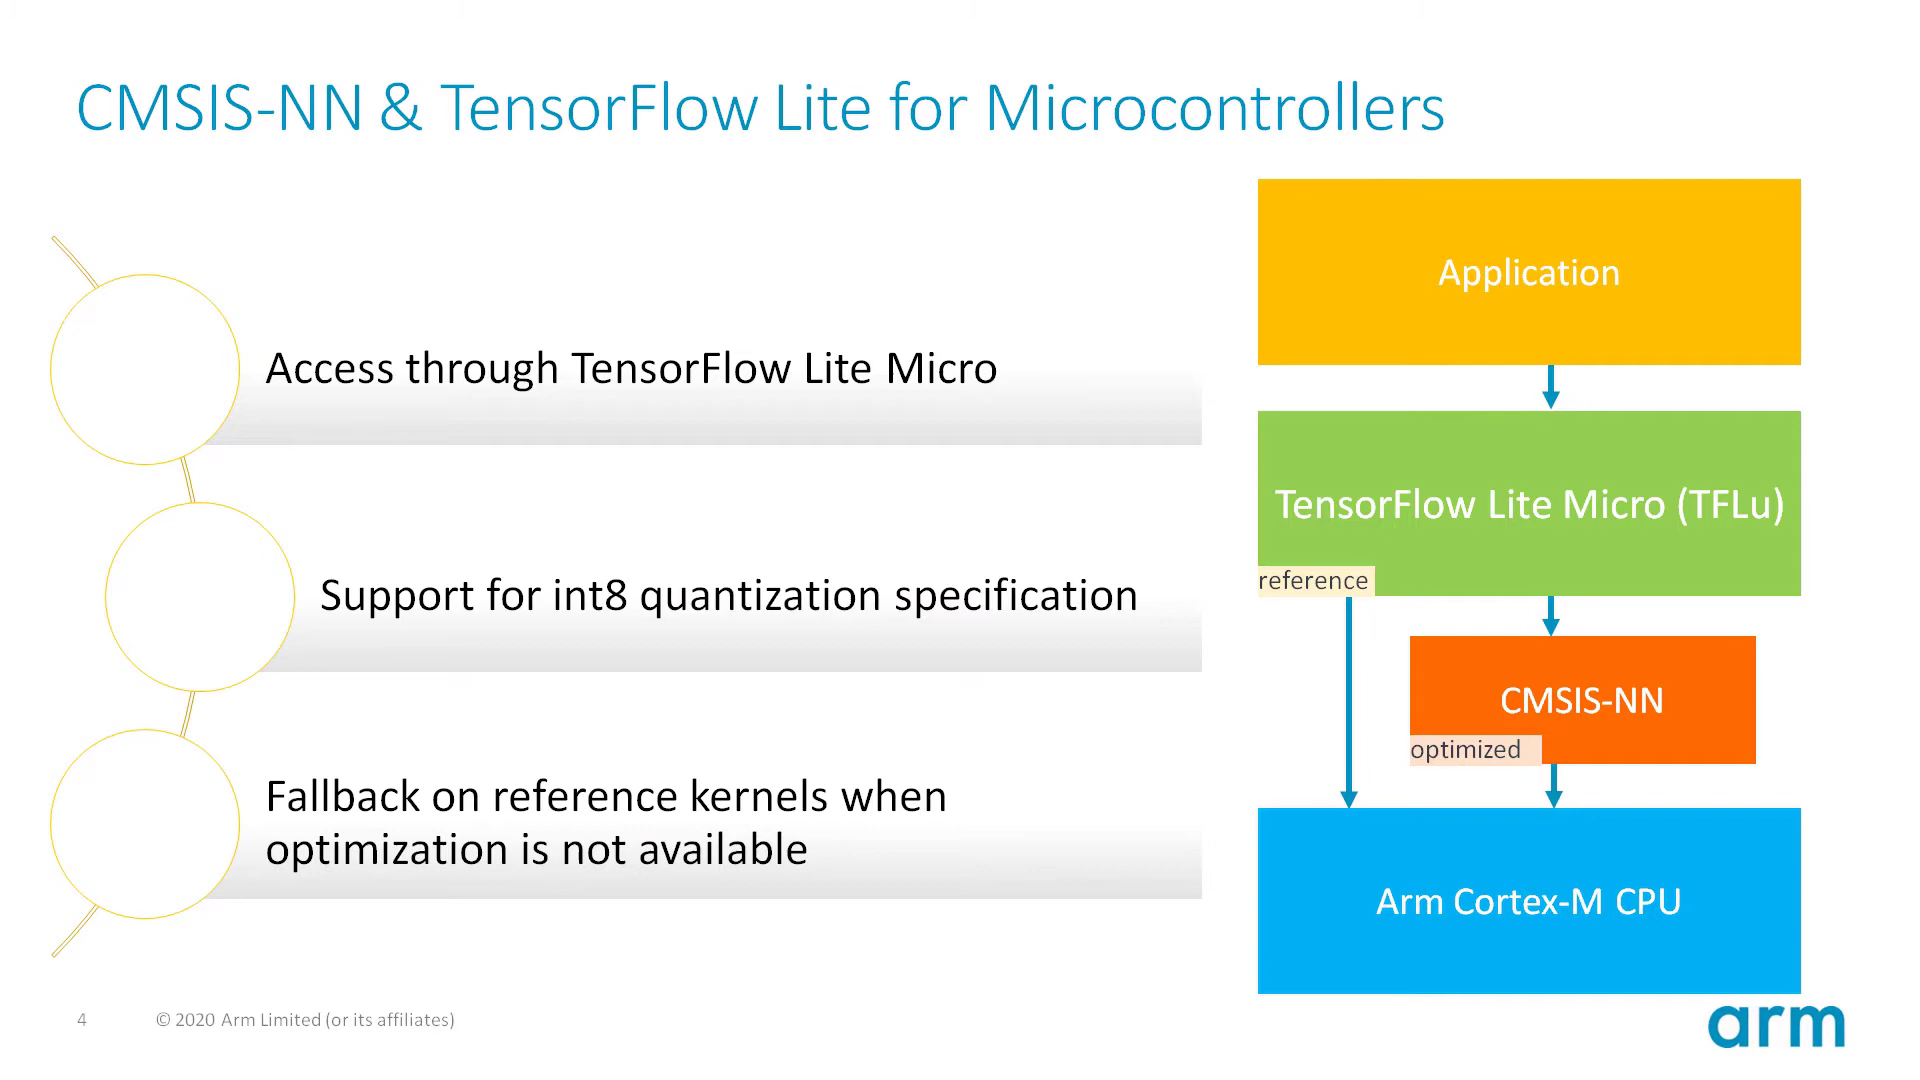 CMSIS-NN & TensorFlow Lite for Microcontrollers
Access through TensorFlow Lite Micro
Support for int8 quantization specification
Fallback on reference kernels when
optimization is not available
Application
TensorFlow Lite Micro (TFLu)
reference
CMSIS-NN
optimized
Arm Cortex-M CPU
4
© 2020 Arm Limited (or its affiliates)
arm